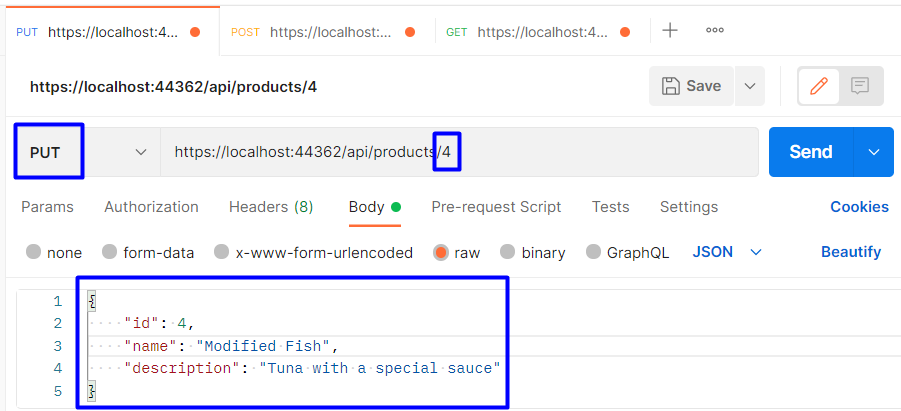 PUT https://localhost:4... POST https://localhost:... GET https://localhost:4...
https://localhost:44362/api/products/4 Save
PUT https://localhost:44362/api/products/4 Send
Params Authorization Headers (8) Body Pre-request Script Tests Settings Cookies
none form-data x-www-form-urlencoded raw binary GraphQL JSON Beautify
1 {
2 "id": 4,
3 "name": "Modified Fish",
4 "description": "Tuna with a special sauce"
5 }